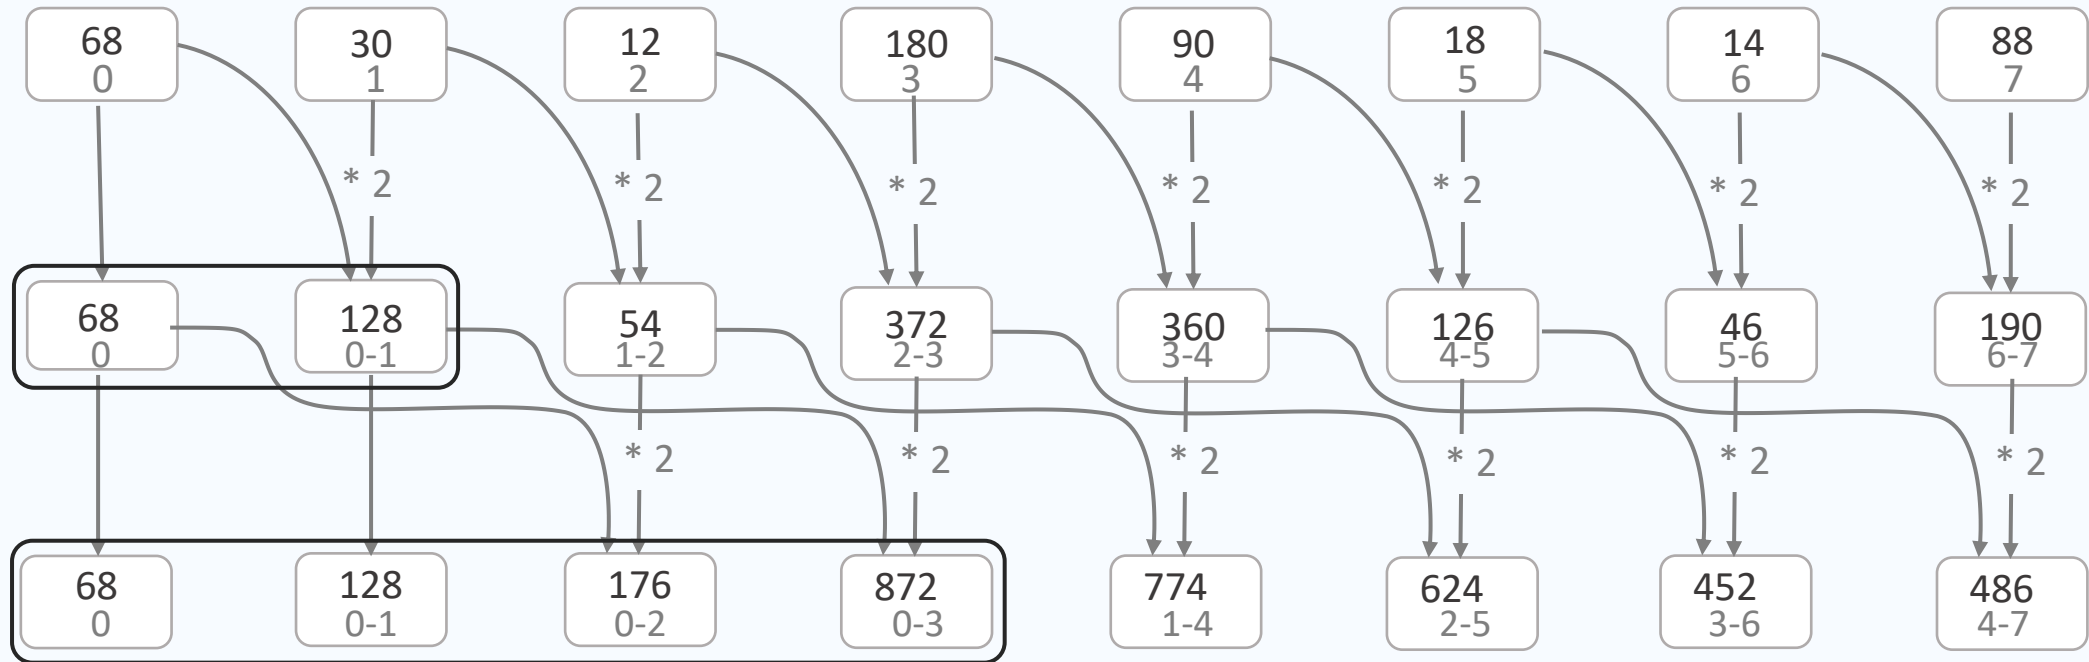 68 30 12 180 90 18 14 88
0 1 2 3 4 5 6 7
* 2 * 2 * 2 * 2 * 2 * 2 * 2
68 128 54 372 360 126 46 190
0 0-1 1-2 2-3 3-4 4-5 5-6 6-7
* 2 * 2 * 2 * 2 * 2 * 2
68 128 176 872 774 624 452 486
0 0-1 0-2 0-3 1-4 2-5 3-6 4-7